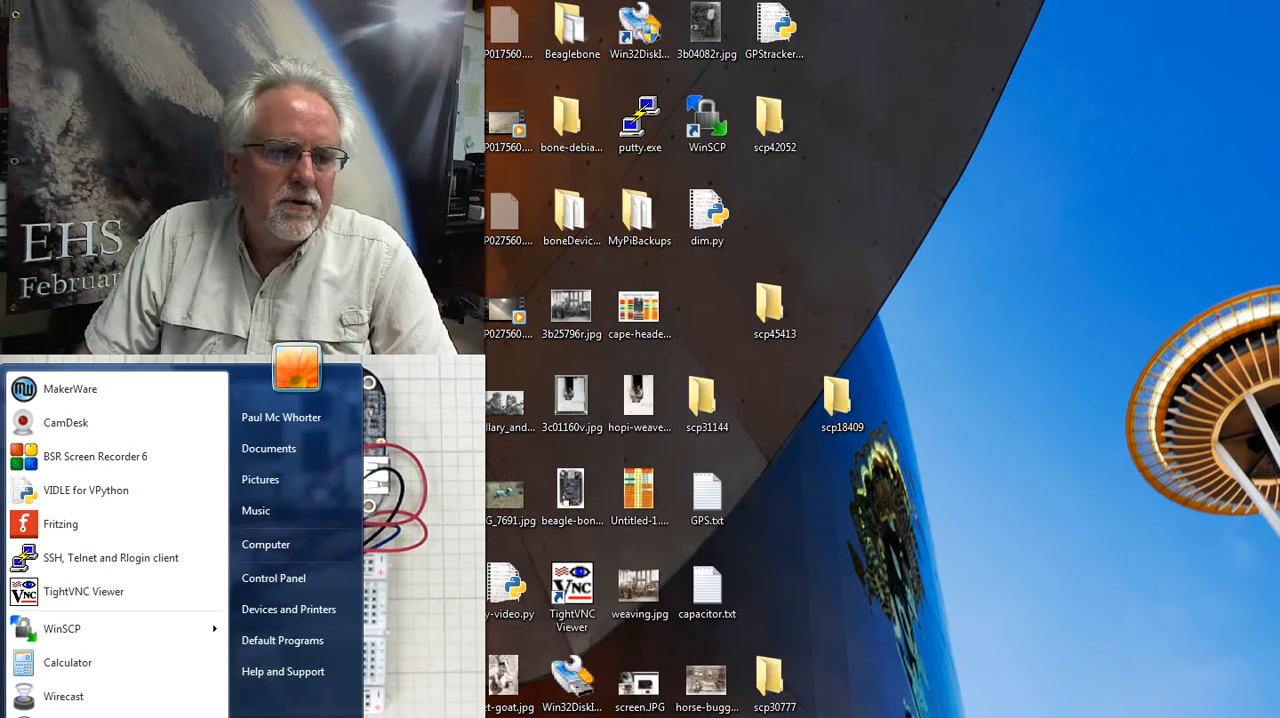 EHS
Februar
MakerWare
CamDesk
BSR Screen Recorder 6
VIDLE for VPython
Fritzing
SSH, Telnet and Rlogin client
TightVNC Viewer
WinSCP
Calculator
Wirecast
Paul Mc Whorter
Documents
Pictures
Music
Computer
Control Panel
Devices and Printers
Default Programs
Help and Support
P017560....
Beaglebone
Win32DiskI...
3b04082r.jpg
GPStracker...
P017560....
bone-debia...
putty.exe
WinSCP
scp42052
P027560....
boneDevic...
MyPiBackups
dim.py
P027560....
3b25796r.jpg
cape-heade...
scp45413
llary_and...
3c01160v.jpg
hopi-weave...
scp31144
scp18409
G_7691.jpg
beagle-bon...
Untitled-1....
GPS.txt
y-video.py
TightVNC
Viewer
weaving.jpg
capacitor.txt
et-goat.jpg
Win32DiskI...
screen.JPG
horse-bugg...
scp30777